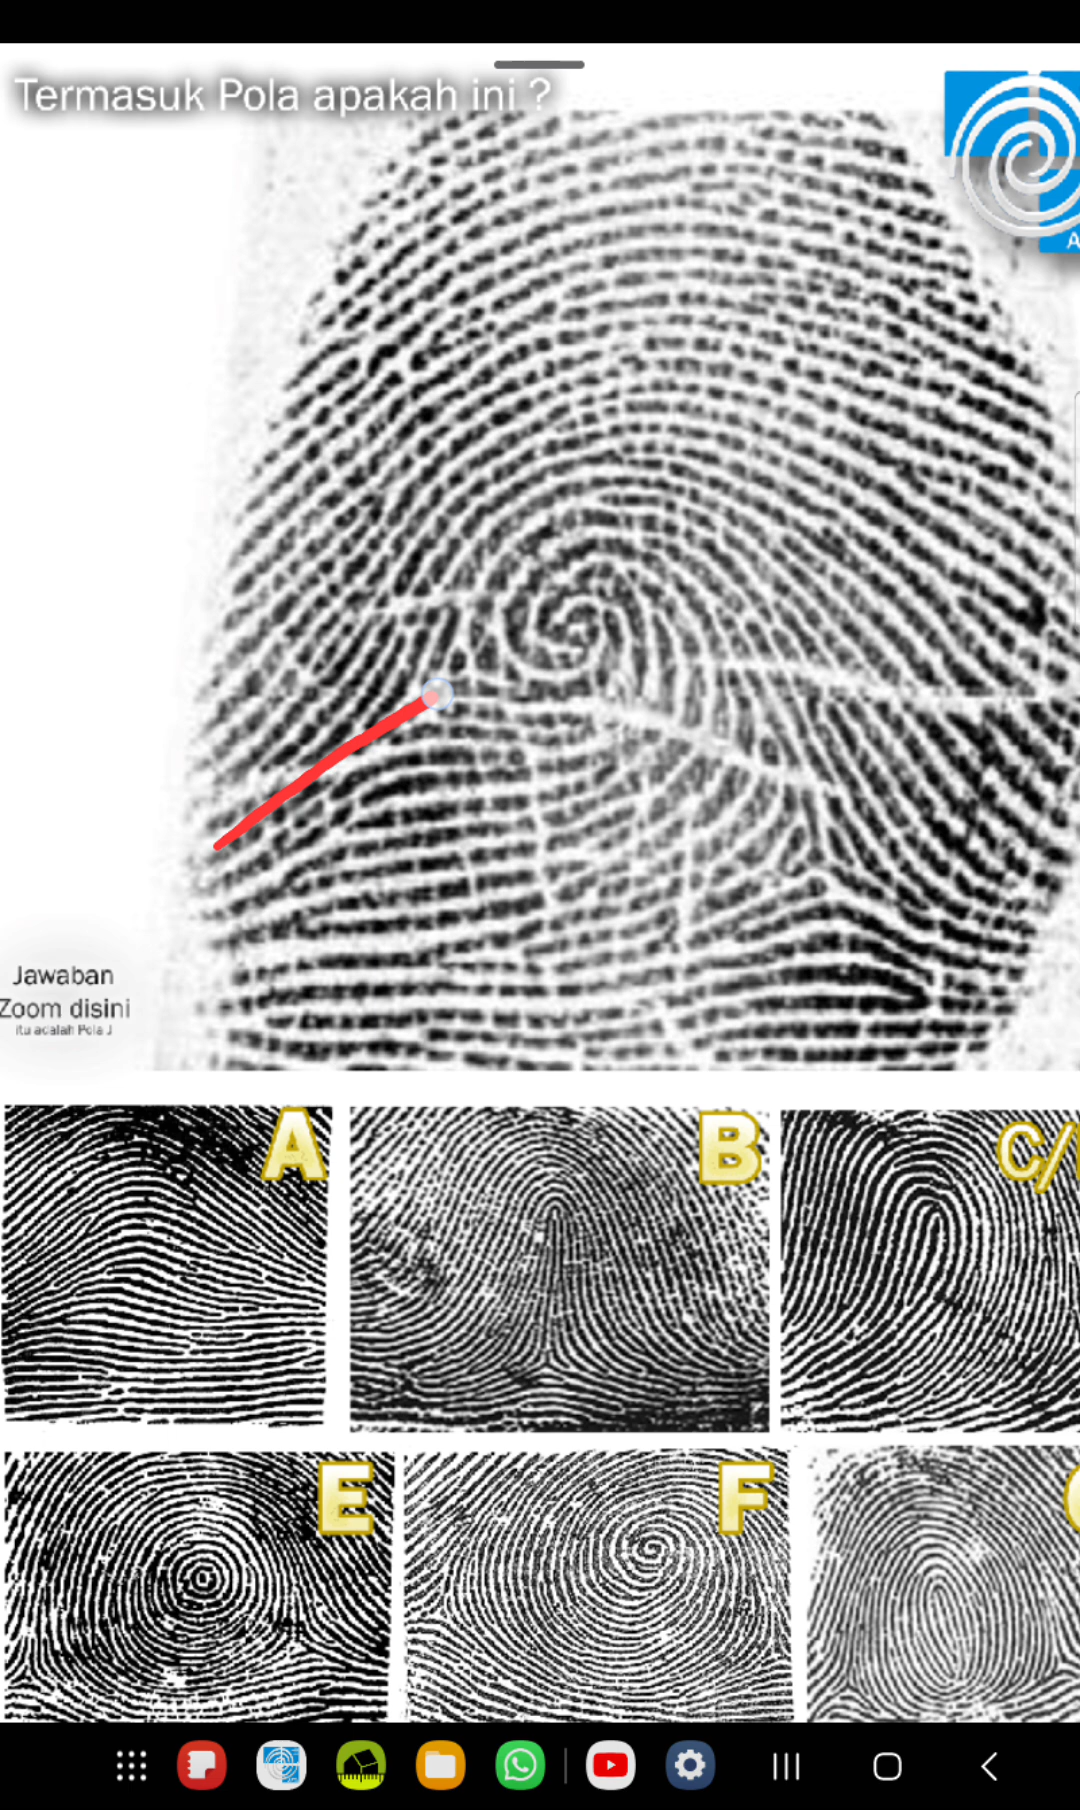 Termasuk Pola apakah ini ?
A
Jawaban
Zoom disini
itu adalah Pola J
A
B
C/
E
F